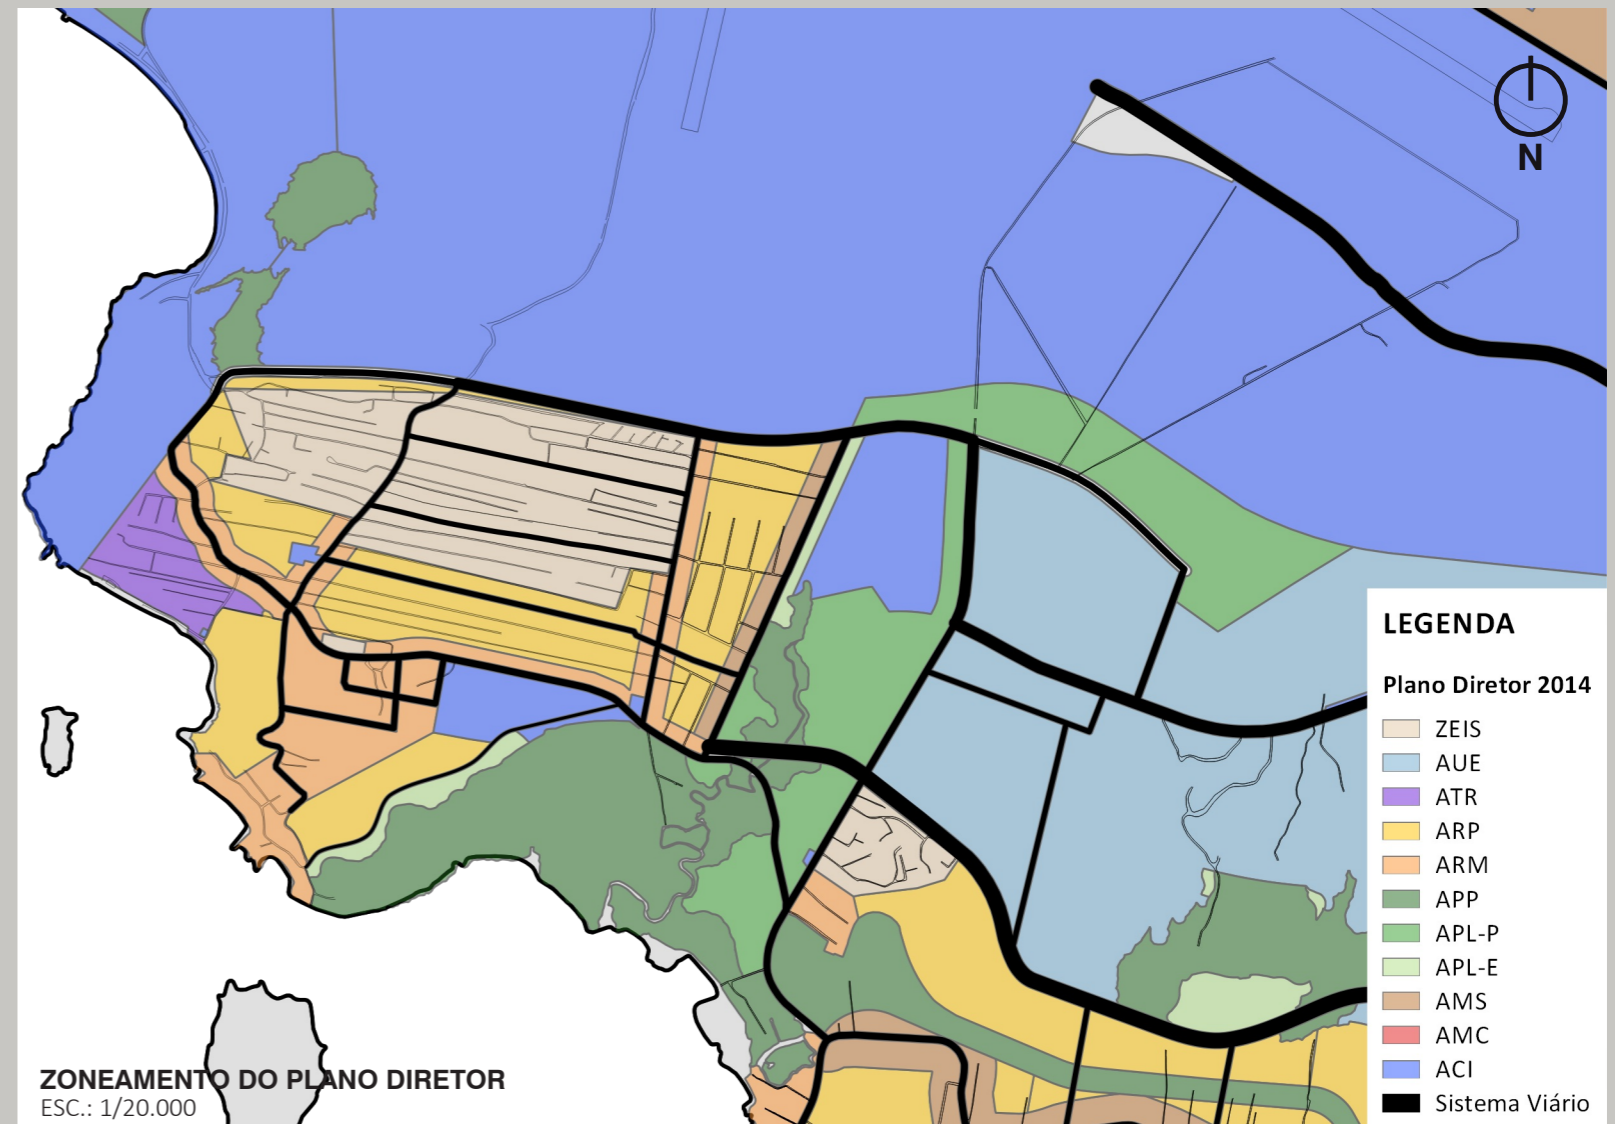 N
LEGENDA
Plano Diretor 2014
ZEIS
AUE
ATR
ARP
ARM
APP
APL-P
APL-E
AMS
AMC
ACI
Sistema Viário
ZONEAMENTO DO PLANO DIRETOR
ESC.: 1/20.000